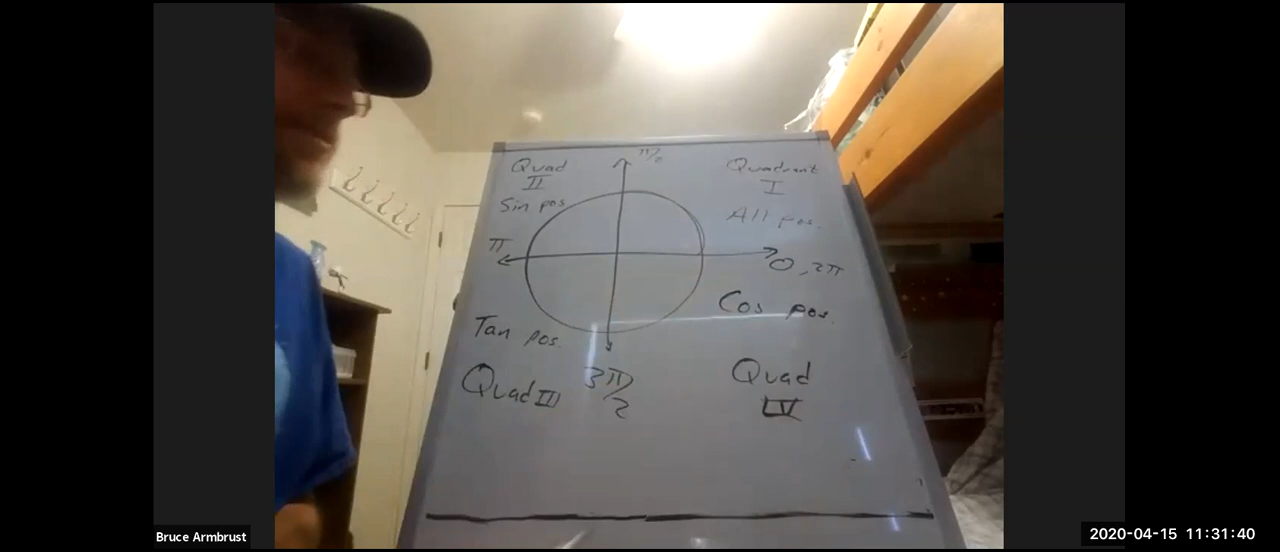 π/2
Quad
II
Sin pos.
Quadrant
I
All pos.
π
0, 2π
Cos pos.
Tan pos.
Quad III
3π/2
Quad
IV
Bruce Armbrust
2020-04-15 11:31:40